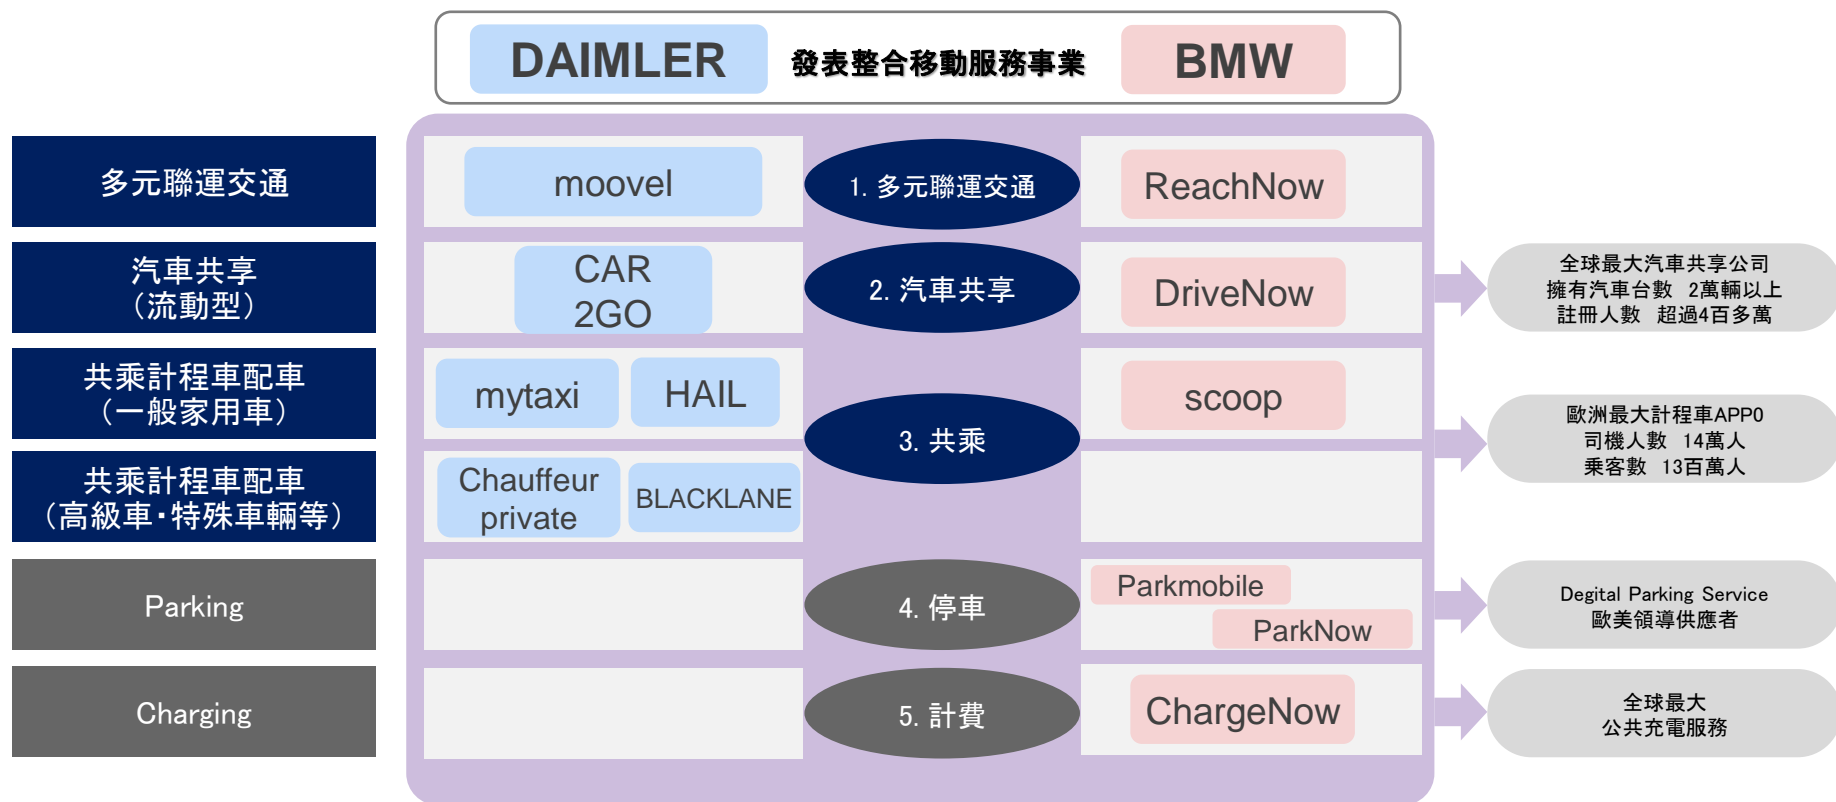 DAIMLER 發表整合移動服務事業 BMW
多元聯運交通
moovel
1. 多元聯運交通
ReachNow
汽車共享
（流動型）
CAR
2GO
2. 汽車共享
DriveNow
全球最大汽車共享公司
擁有汽車台數 2萬輛以上
註冊人數 超過4百多萬
共乘計程車配車
（一般家用車）
mytaxi
HAIL
3. 共乘
scoop
歐洲最大計程車APP0
司機人數 14萬人
乘客數 13百萬人
共乘計程車配車
（高級車・特殊車輛等）
Chauffeur
private
BLACKLANE
Parking
4. 停車
Parkmobile
ParkNow
Degital Parking Service
歐美領導供應者
Charging
5. 計費
ChargeNow
全球最大
公共充電服務